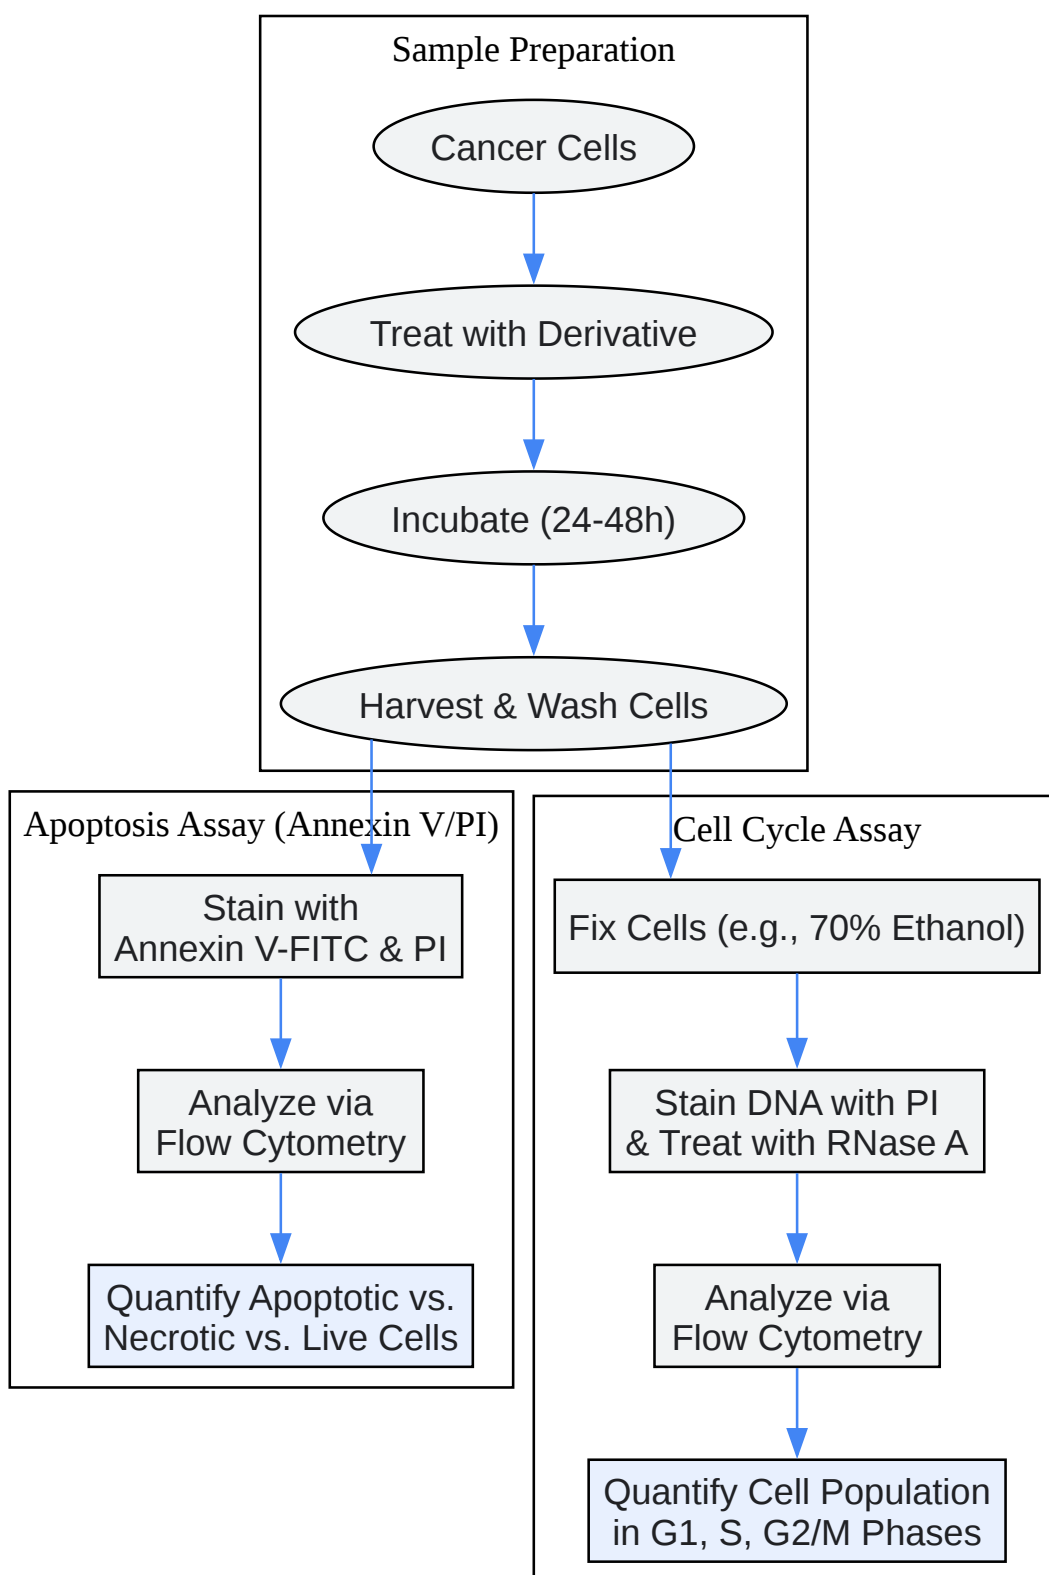 Sample Preparation
Cancer Cells
Treat with Derivative
Incubate (24-48h)
Harvest & Wash Cells
Apoptosis Assay (Annexin V/PI)
Stain with
Annexin V-FITC & PI
Analyze via
Flow Cytometry
Quantify Apoptotic vs.
Necrotic vs. Live Cells
Cell Cycle Assay
Fix Cells (e.g., 70% Ethanol)
Stain DNA with PI
& Treat with RNase A
Analyze via
Flow Cytometry
Quantify Cell Population
in G1, S, G2/M Phases